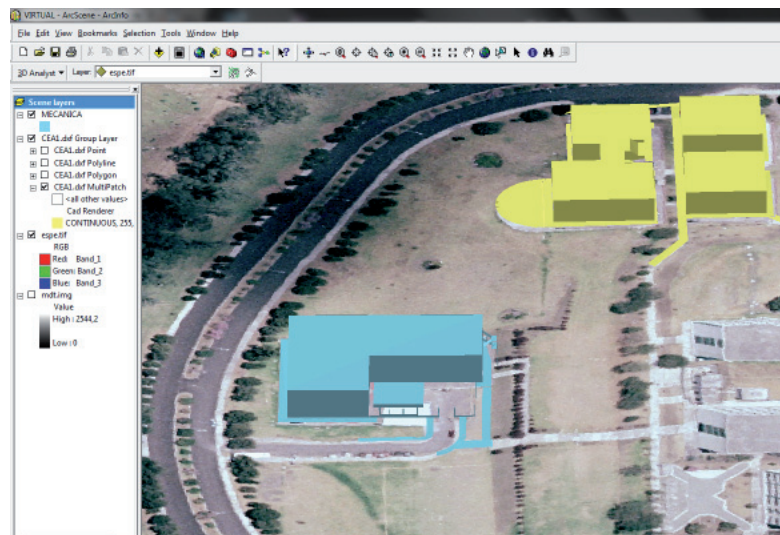 VIRTUAL - ArcScene - ArcInfo
File Edit View Bookmarks Selection Tools Window Help
3D Analyst Layer: espe.tif
Scene layers
MECANICA
CEA1.dxf Group Layer
CEA1.dxf Point
CEA1.dxf Polyline
CEA1.dxf Polygon
CEA1.dxf MultiPatch
<all other values>
Cad Renderer
CONTINUOUS, 255,
espe.tif
RGB
Red: Band_1
Green: Band_2
Blue: Band_3
mdt.img
Value
High : 2544,2
Low : 0